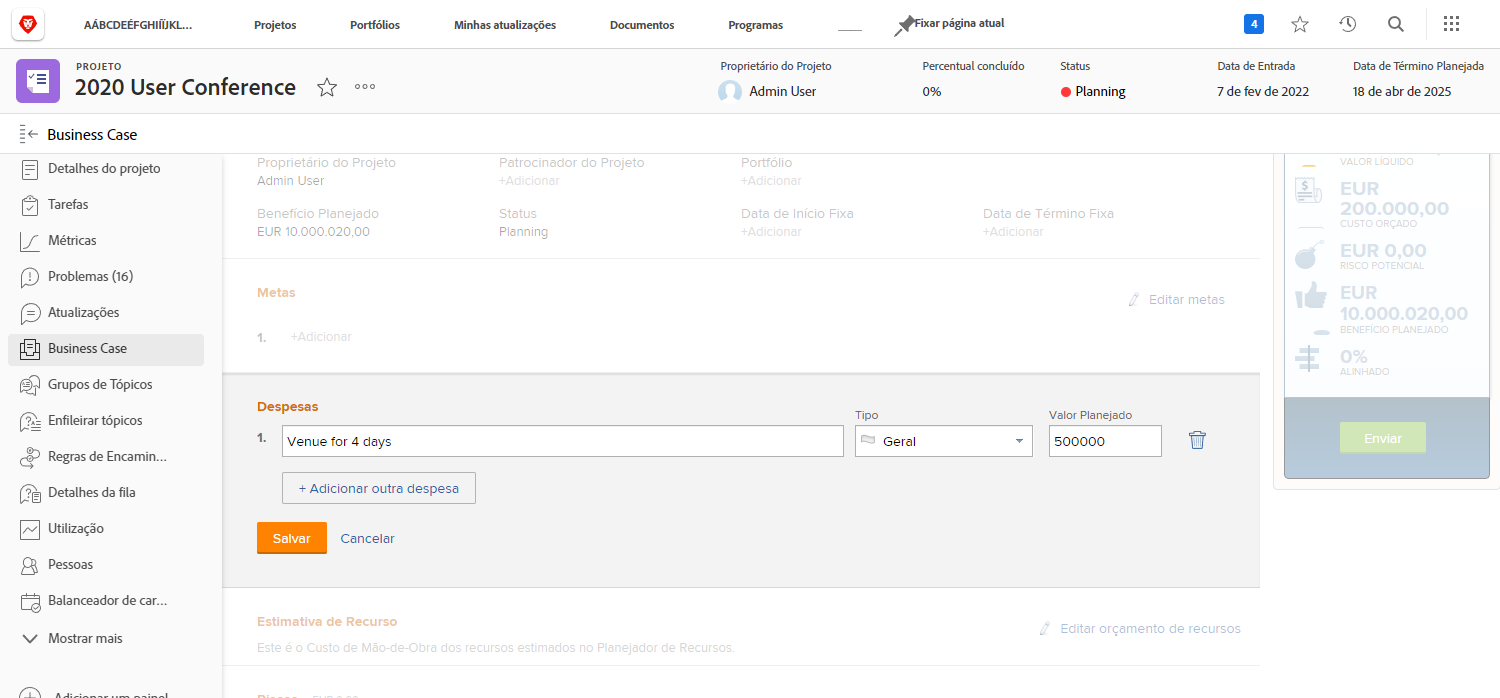 AÁBCDEÉFGHIÍÏJKL...
Projetos
Portfólios
Minhas atualizações
Documentos
Programas
Fixar página atual
4
PROJETO
2020 User Conference
Proprietário do Projeto
Admin User
Percentual concluído
0%
Status
Planning
Data de Entrada
7 de fev de 2022
Data de Término Planejada
18 de abr de 2025
Business Case
Detalhes do projeto
Tarefas
Métricas
Problemas (16)
Atualizações
Business Case
Grupos de Tópicos
Enfileirar tópicos
Regras de Encamin...
Detalhes da fila
Utilização
Pessoas
Balanceador de car...
Mostrar mais
Adicionar um painel
Proprietário do Projeto
Admin User
Patrocinador do Projeto
+Adicionar
Portfólio
+Adicionar
Benefício Planejado
EUR 10.000.020,00
Status
Planning
Data de Início Fixa
+Adicionar
Data de Término Fixa
+Adicionar
Metas
Editar metas
1. +Adicionar
Despesas
Tipo
Valor Planejado
1. Venue for 4 days
Geral
500000
+ Adicionar outra despesa
Salvar
Cancelar
Estimativa de Recurso
Editar orçamento de recursos
Este é o Custo de Mão-de-Obra dos recursos estimados no Planejador de Recursos.
Riscos EUR 0,00
VALOR LÍQUIDO
EUR
200.000,00
CUSTO ORÇADO
EUR 0,00
RISCO POTENCIAL
EUR
10.000.020,00
BENEFÍCIO PLANEJADO
0%
ALINHADO
Enviar